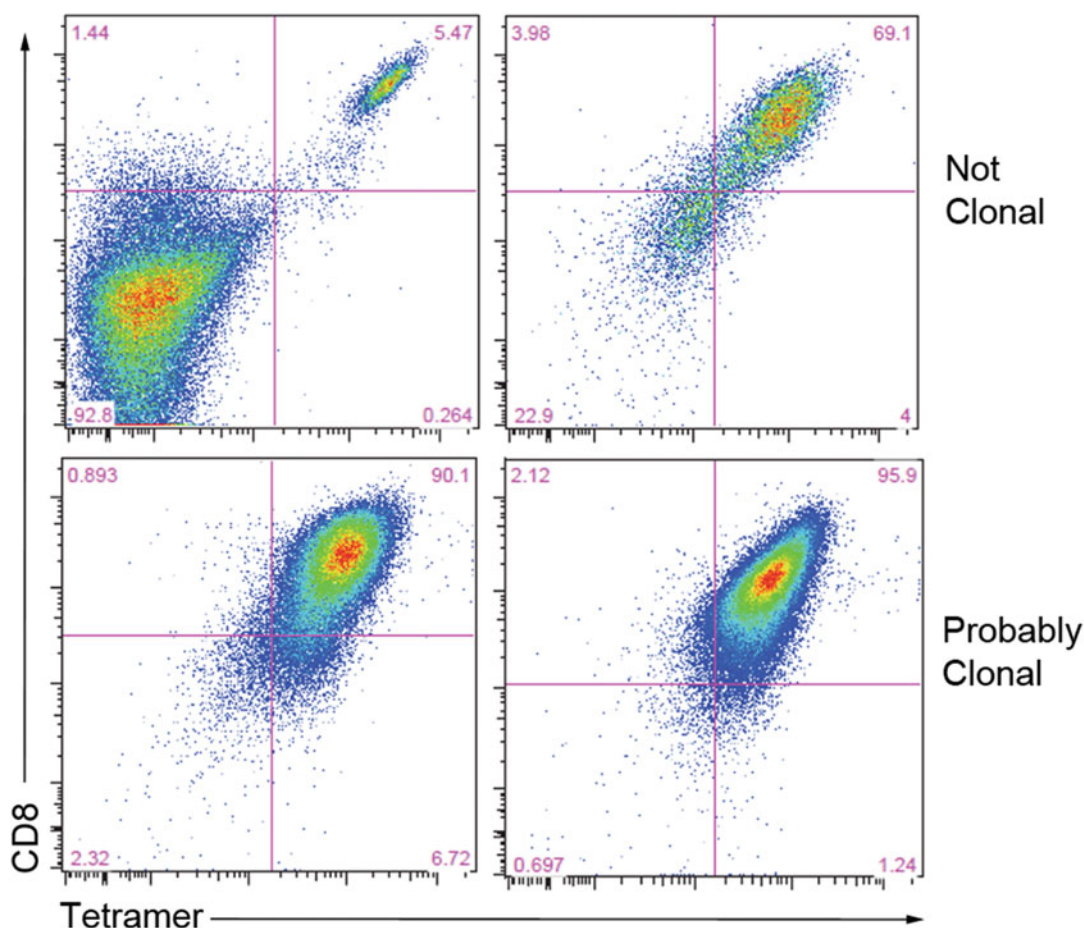 1.44 5.47
3.98 69.1
Not
Clonal
92.8 0.264
22.9 4
0.893 90.1
2.12 95.9
Probably
Clonal
2.32 6.72
0.697 1.24
CD8
Tetramer